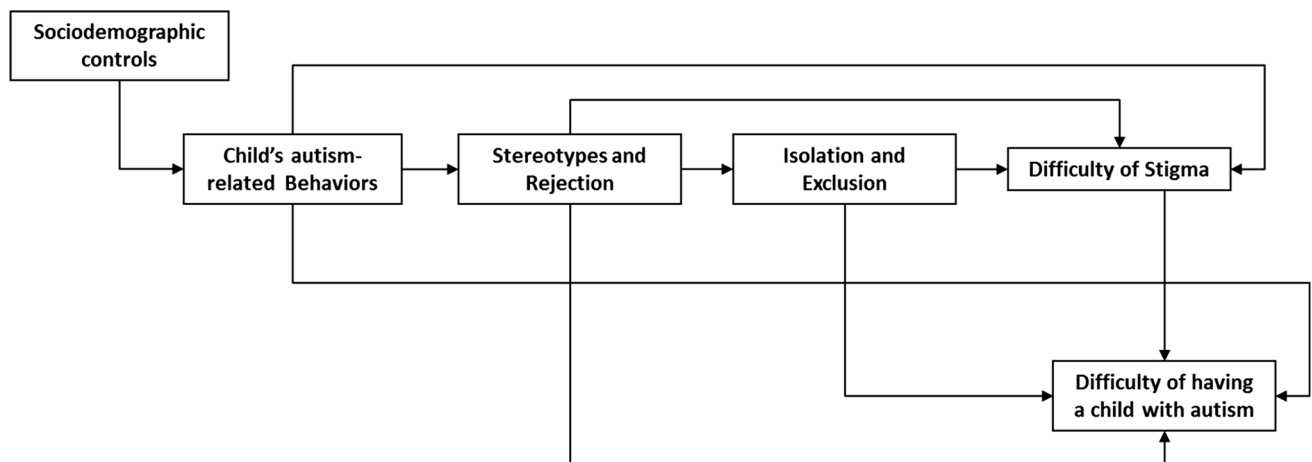 Sociodemographic
controls
Child's autism-
related Behaviors
Stereotypes and
Rejection
Isolation and
Exclusion
Difficulty of Stigma
Difficulty of having
a child with autism